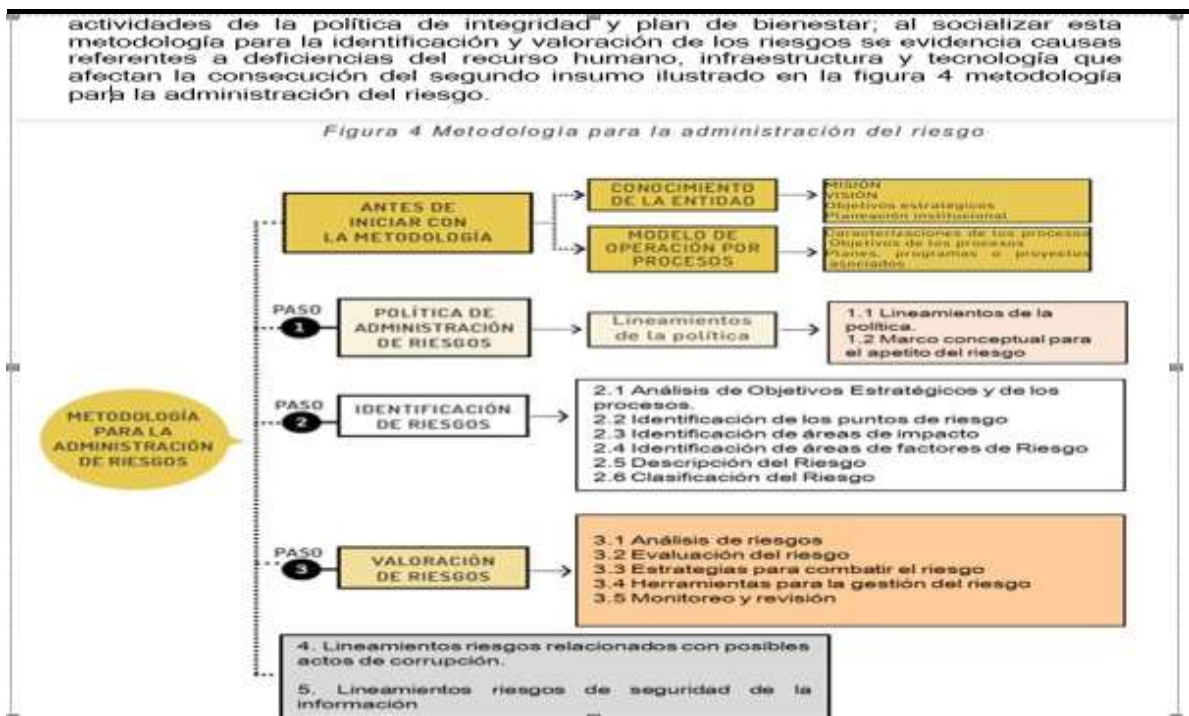 actividades de la política de integridad y plan de bienestar; al socializar esta
metodología para la identificación y valoración de los riesgos se evidencia causas
referentes a deficiencias del recurso humano, infraestructura y tecnología que
afectan la consecución del segundo insumo ilustrado en la figura 4 metodología
para la administración del riesgo.
Figura 4 Metodología para la administración del riesgo
METODOLOGÍA
PARA LA
ADMINISTRACIÓN
DE RIESGOS
ANTES DE
INICIAR CON
LA METODOLOGÍA
CONOCIMIENTO
DE LA ENTIDAD
MISIÓN
VISIÓN
Objetivos estratégicos
Planeación institucional
MODELO DE
OPERACIÓN POR
PROCESOS
Caracterizaciones de los procesos
Objetivos de los procesos
Planes, programas o proyectos
asociados
PASO
1
POLÍTICA DE
ADMINISTRACIÓN
DE RIESGOS
Lineamientos
de la política
1.1 Lineamientos de la
política.
1.2 Marco conceptual para
el apetito del riesgo
PASO
2
IDENTIFICACIÓN
DE RIESGOS
2.1 Análisis de Objetivos Estratégicos y de los
procesos.
2.2 Identificación de los puntos de riesgo
2.3 Identificación de áreas de impacto
2.4 Identificación de áreas de factores de Riesgo
2.5 Descripción del Riesgo
2.6 Clasificación del Riesgo
PASO
3
VALORACIÓN
DE RIESGOS
3.1 Análisis de riesgos
3.2 Evaluación del riesgo
3.3 Estrategias para combatir el riesgo
3.4 Herramientas para la gestión del riesgo
3.5 Monitoreo y revisión
4. Lineamientos riesgos relacionados con posibles
actos de corrupción.
5. Lineamientos riesgos de seguridad de la
información